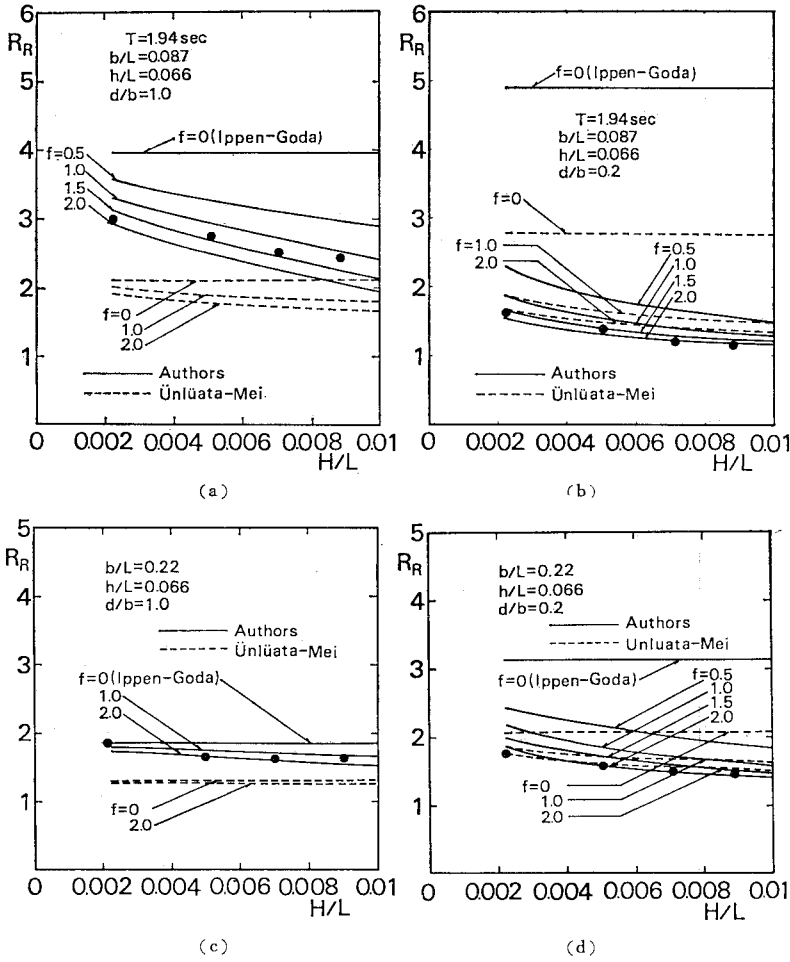 6
R_R
5
4
3
2
1
0
T=1.94sec
b/L=0.087
h/L=0.066
d/b=1.0
f=0(Ippen-Goda)
f=0.5
1.0
1.5
2.0
f=0
1.0
2.0
Authors
Ünlüata-Mei
0.002
0.004
0.006
0.008
0.01
H/L
(a)
6
R_R
5
4
3
2
1
0
f=0(Ippen-Goda)
T=1.94sec
b/L=0.087
h/L=0.066
d/b=0.2
f=0
f=1.0
2.0
f=0.5
1.0
1.5
2.0
Authors
Ünlüata-Mei
0.002
0.004
0.006
0.008
0.01
H/L
(b)
5
R_R
4
3
2
1
0
b/L=0.22
h/L=0.066
d/b=1.0
Authors
Ünlüata-Mei
f=0(Ippen-Goda)
1.0
2.0
f=0
2.0
0.002
0.004
0.006
0.008
0.01
H/L
(c)
5
R_R
4
3
2
1
0
b/L=0.22
h/L=0.066
d/b=0.2
Authors
Unluata-Mei
f=0(Ippen-Goda)
f=0.5
1.0
1.5
2.0
f=0
1.0
2.0
0.002
0.004
0.006
0.008
0.01
H/L
(d)